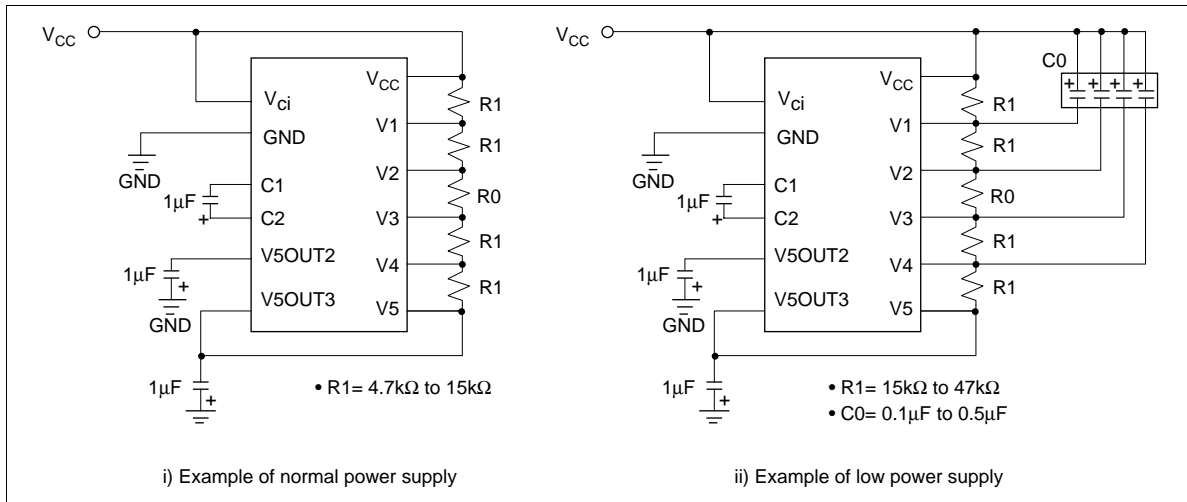 VCC
VCC
Vci
GND
C1
C2
V5OUT2
V5OUT3
V1
V2
V3
V4
V5
R1
R1
R0
R1
R1
GND
1µF
+
1µF
+
GND
1µF
+
• R1= 4.7kΩ to 15kΩ
i) Example of normal power supply
VCC
C0
+ + + +
VCC
Vci
GND
C1
C2
V5OUT2
V5OUT3
V1
V2
V3
V4
V5
R1
R1
R0
R1
R1
GND
1µF
+
1µF
+
GND
1µF
+
• R1= 15kΩ to 47kΩ
• C0= 0.1µF to 0.5µF
ii) Example of low power supply